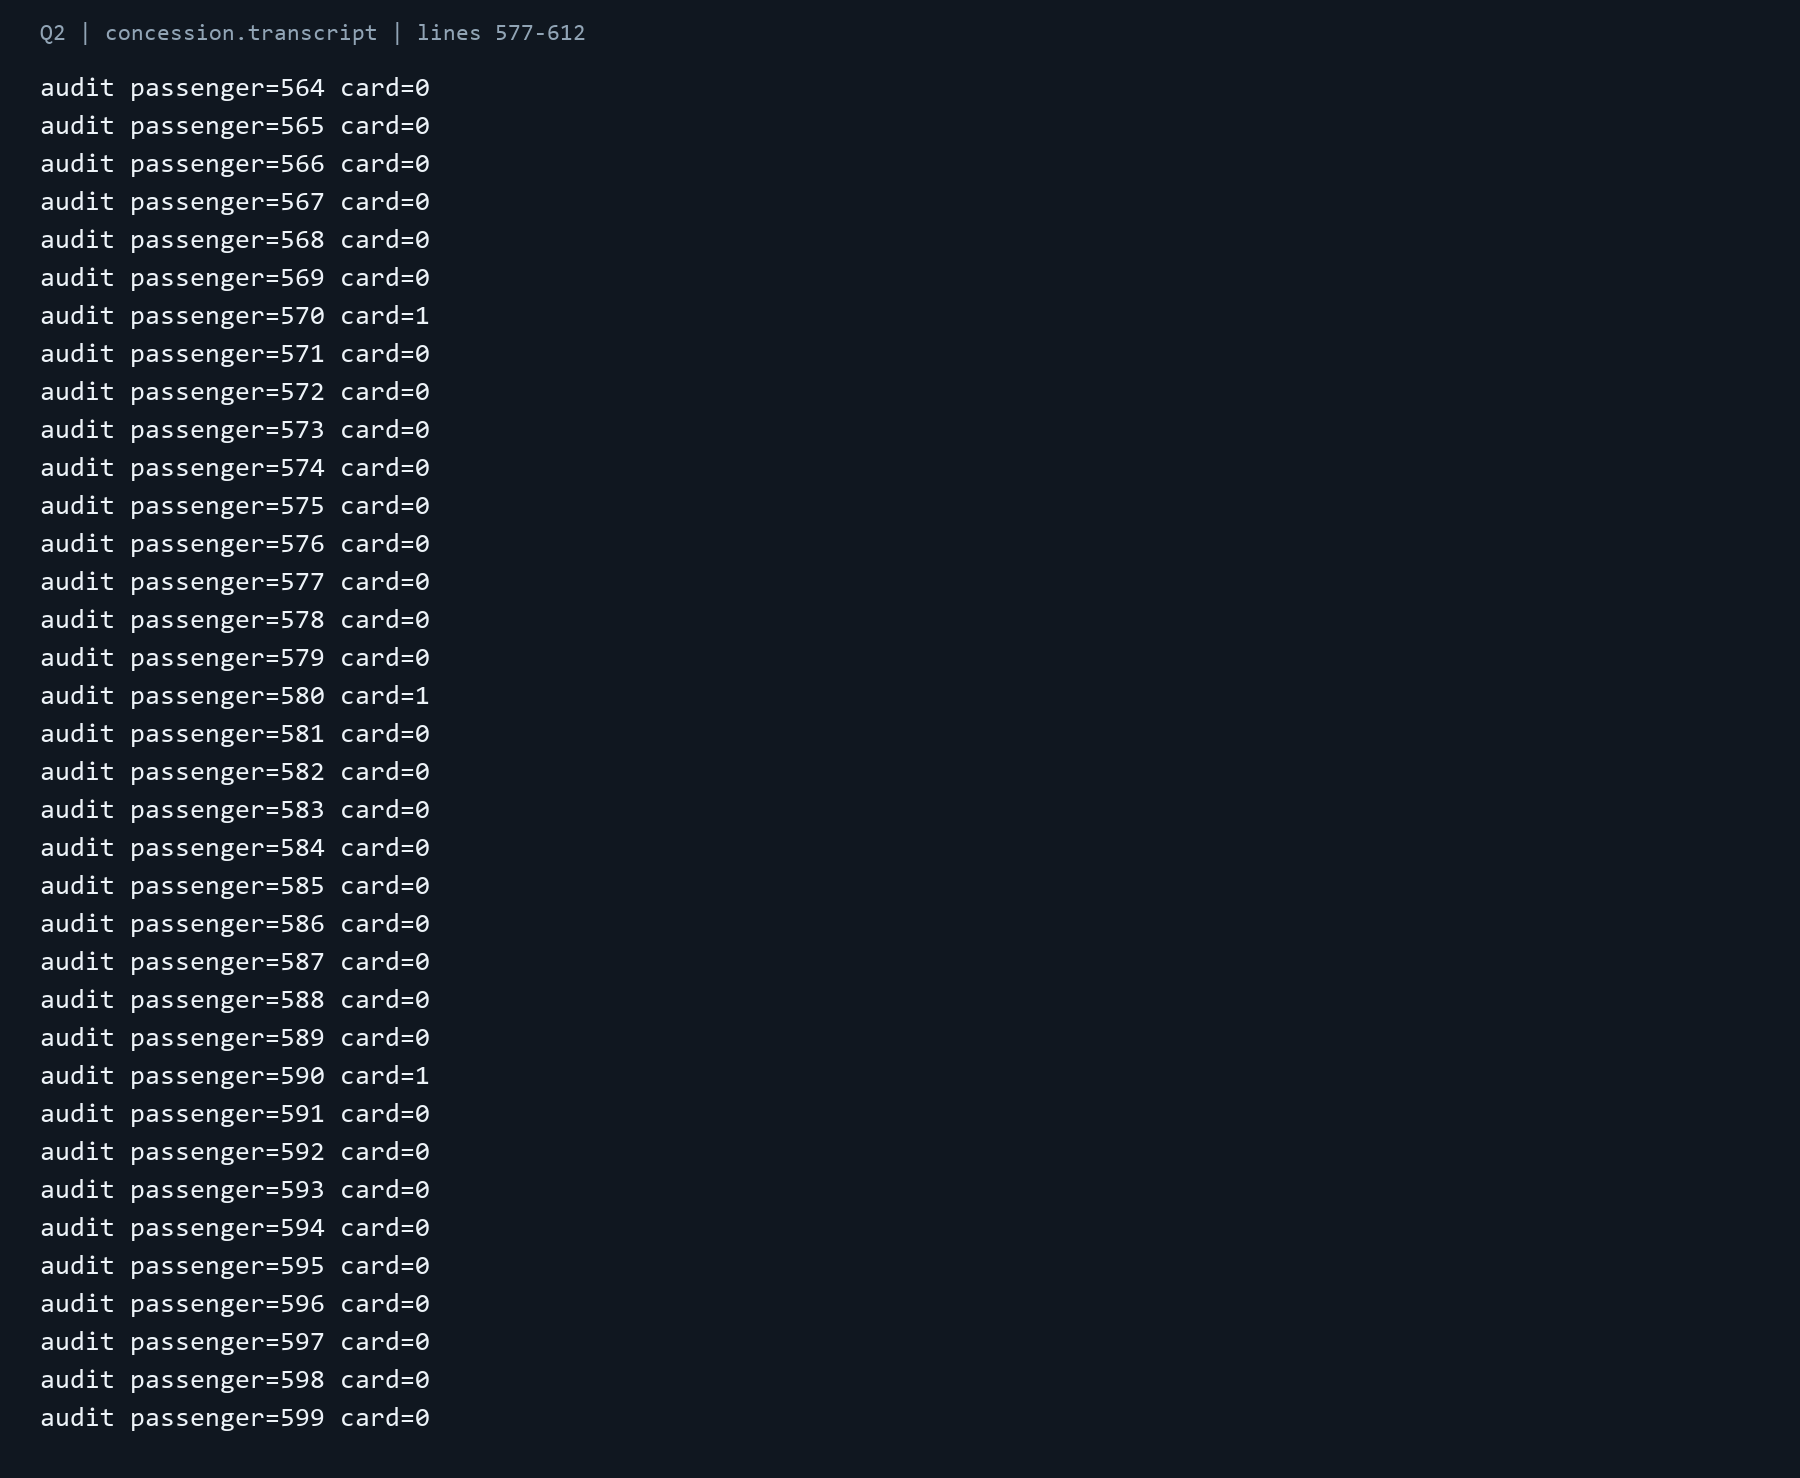 Q2 | concession.transcript | lines 577-612
audit passenger=564 card=0
audit passenger=565 card=0
audit passenger=566 card=0
audit passenger=567 card=0
audit passenger=568 card=0
audit passenger=569 card=0
audit passenger=570 card=1
audit passenger=571 card=0
audit passenger=572 card=0
audit passenger=573 card=0
audit passenger=574 card=0
audit passenger=575 card=0
audit passenger=576 card=0
audit passenger=577 card=0
audit passenger=578 card=0
audit passenger=579 card=0
audit passenger=580 card=1
audit passenger=581 card=0
audit passenger=582 card=0
audit passenger=583 card=0
audit passenger=584 card=0
audit passenger=585 card=0
audit passenger=586 card=0
audit passenger=587 card=0
audit passenger=588 card=0
audit passenger=589 card=0
audit passenger=590 card=1
audit passenger=591 card=0
audit passenger=592 card=0
audit passenger=593 card=0
audit passenger=594 card=0
audit passenger=595 card=0
audit passenger=596 card=0
audit passenger=597 card=0
audit passenger=598 card=0
audit passenger=599 card=0